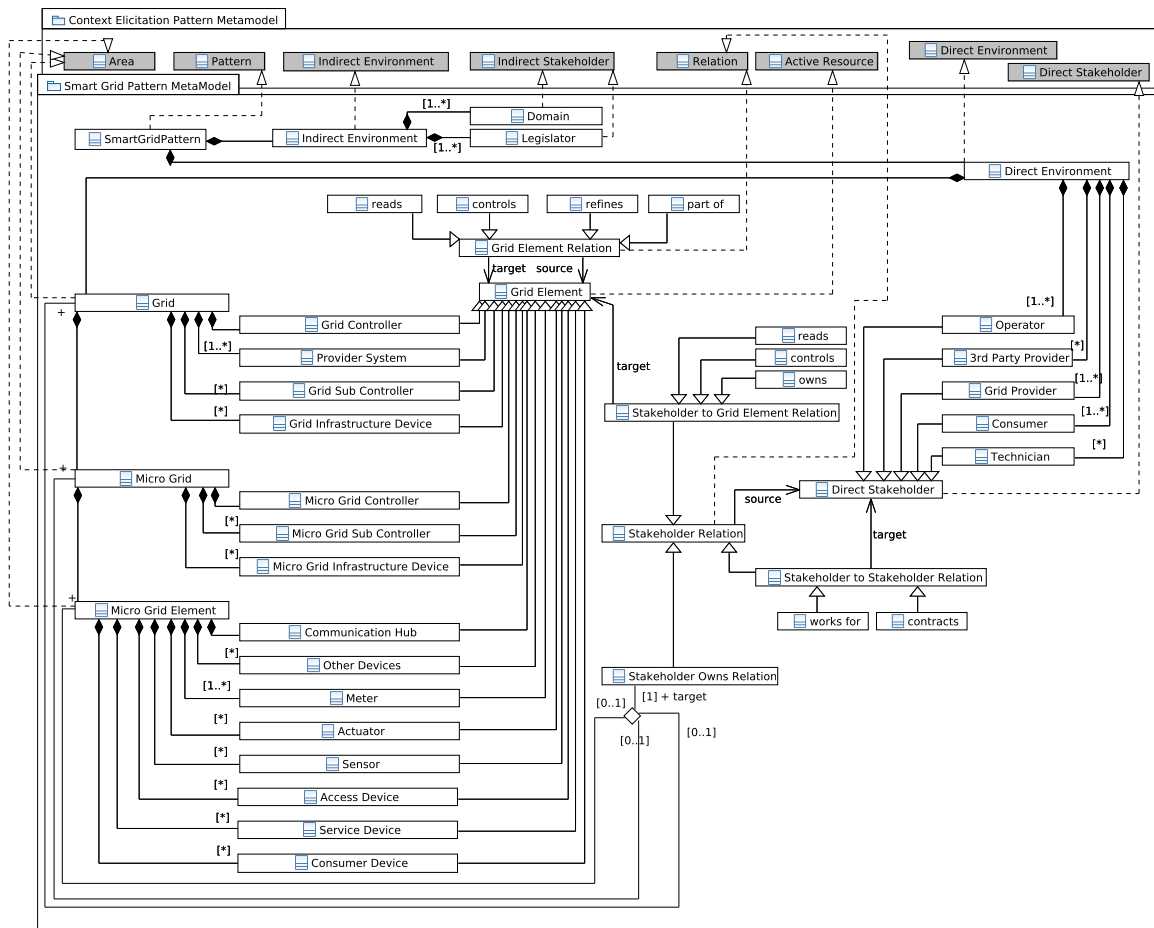 Context Elicitation Pattern Metamodel
Direct Environment
Area
Pattern
Indirect Environment
Indirect Stakeholder
Relation
Active Resource
Direct Stakeholder
Smart Grid Pattern MetaModel
[1..*]
Domain
SmartGridPattern
Indirect Environment
Legislator
[1..*]
Direct Environment
reads
controls
refines
part of
Grid Element Relation
target
source
Grid Element
Grid
[1..*]
+
Grid Controller
Operator
reads
[1..*]
Provider System
controls
3rd Party Provider
[*]
target
owns
[*]
Grid Sub Controller
Grid Provider
[1..*]
[*]
Grid Infrastructure Device
Stakeholder to Grid Element Relation
Consumer
[1..*]
[*]
Technician
+
Micro Grid
Direct Stakeholder
source
Micro Grid Controller
[*]
Micro Grid Sub Controller
Stakeholder Relation
target
[*]
Micro Grid Infrastructure Device
Stakeholder to Stakeholder Relation
+
Micro Grid Element
works for
contracts
Communication Hub
[*]
Other Devices
Stakeholder Owns Relation
[1..*]
Meter
[1] + target
[0..1]
[*]
Actuator
[0..1]
[0..1]
[*]
Sensor
[*]
Access Device
[*]
Service Device
[*]
Consumer Device